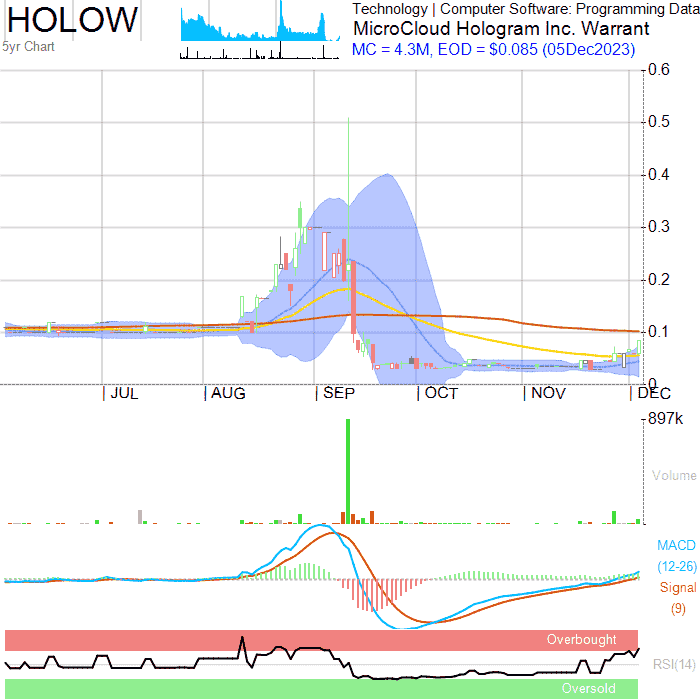 HOLOW
5yr Chart
Technology | Computer Software: Programming Data
MicroCloud Hologram Inc. Warrant
MC = 4.3M, EOD = $0.085 (05Dec2023)
0.6
0.5
0.4
0.3
0.2
0.1
0
JUL AUG SEP OCT NOV DEC
897k
Volume
MACD
(12-26)
Signal
(9)
Overbought
RSI(14)
Oversold